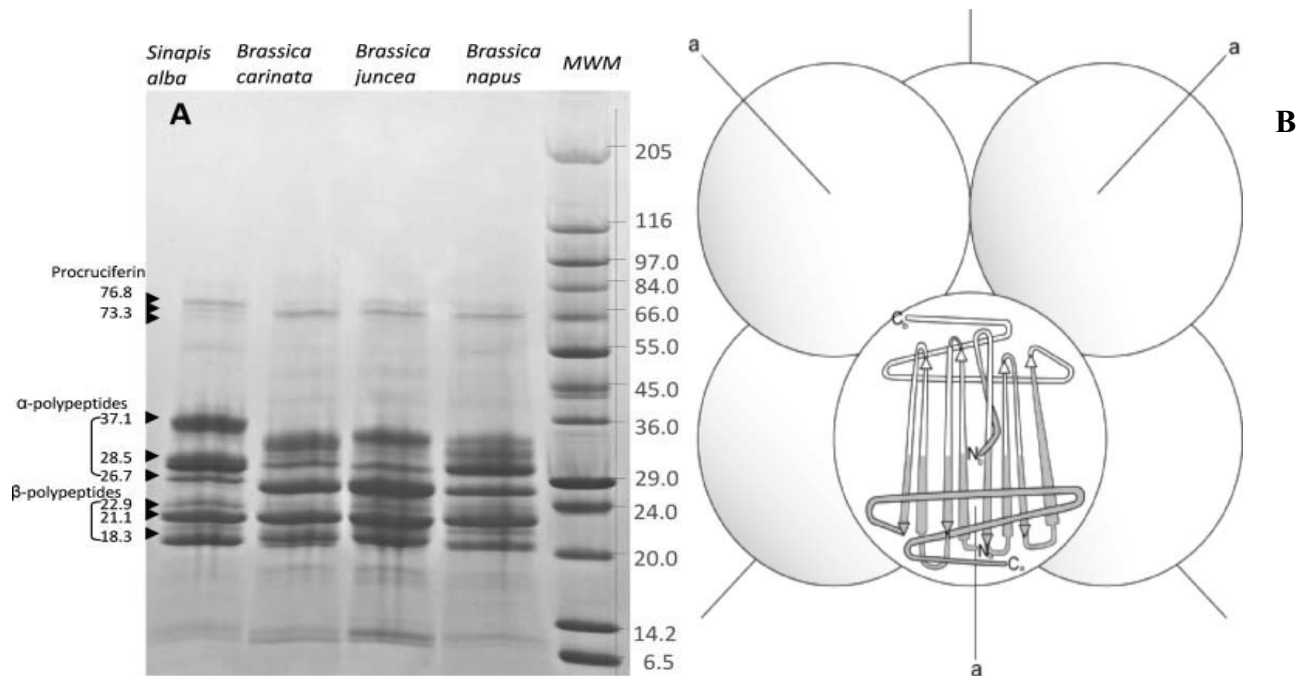 Sinapis alba
Brassica carinata
Brassica juncea
Brassica napus
MWM
A
Procruciferin
76.8
73.3
α-polypeptides
37.1
28.5
26.7
β-polypeptides
22.9
21.1
18.3
205
116
97.0
84.0
66.0
55.0
45.0
36.0
29.0
24.0
20.0
14.2
6.5
a
a
B
C
N
N
C
a